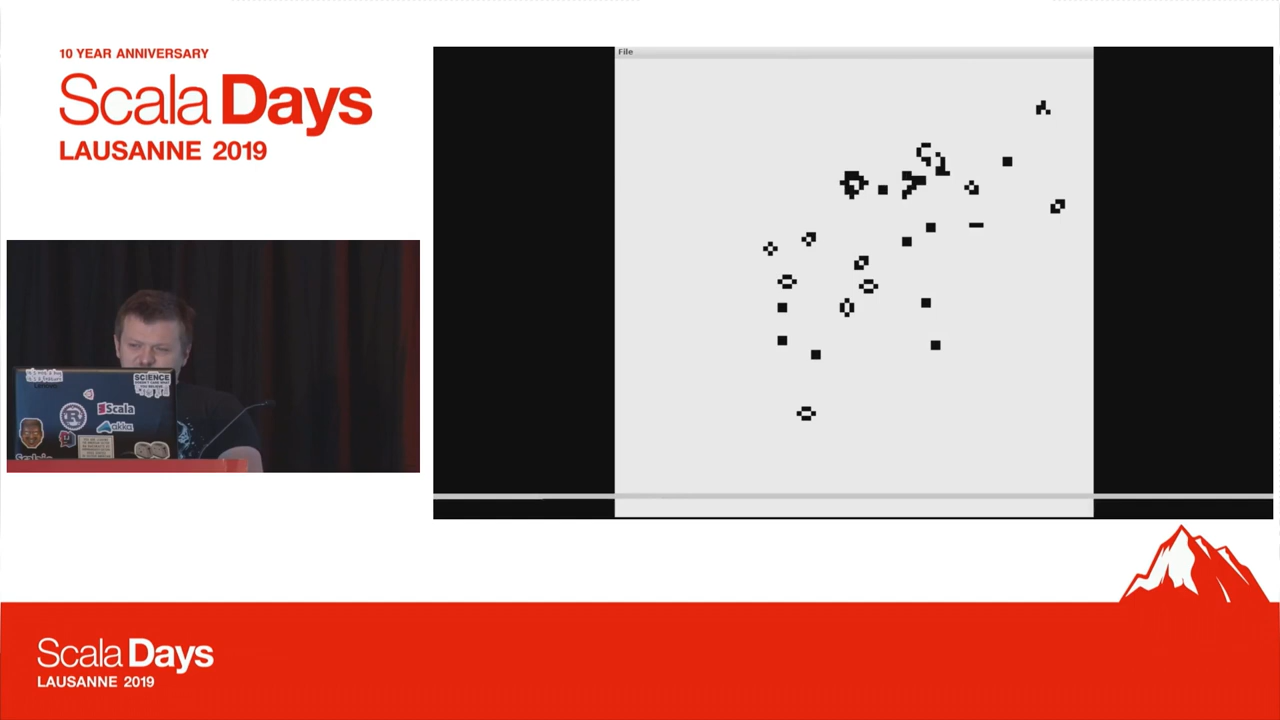 10 YEAR ANNIVERSARY
Scala Days
LAUSANNE 2019
File
SCIENCE
Scala
akka
Scala Days
LAUSANNE 2019